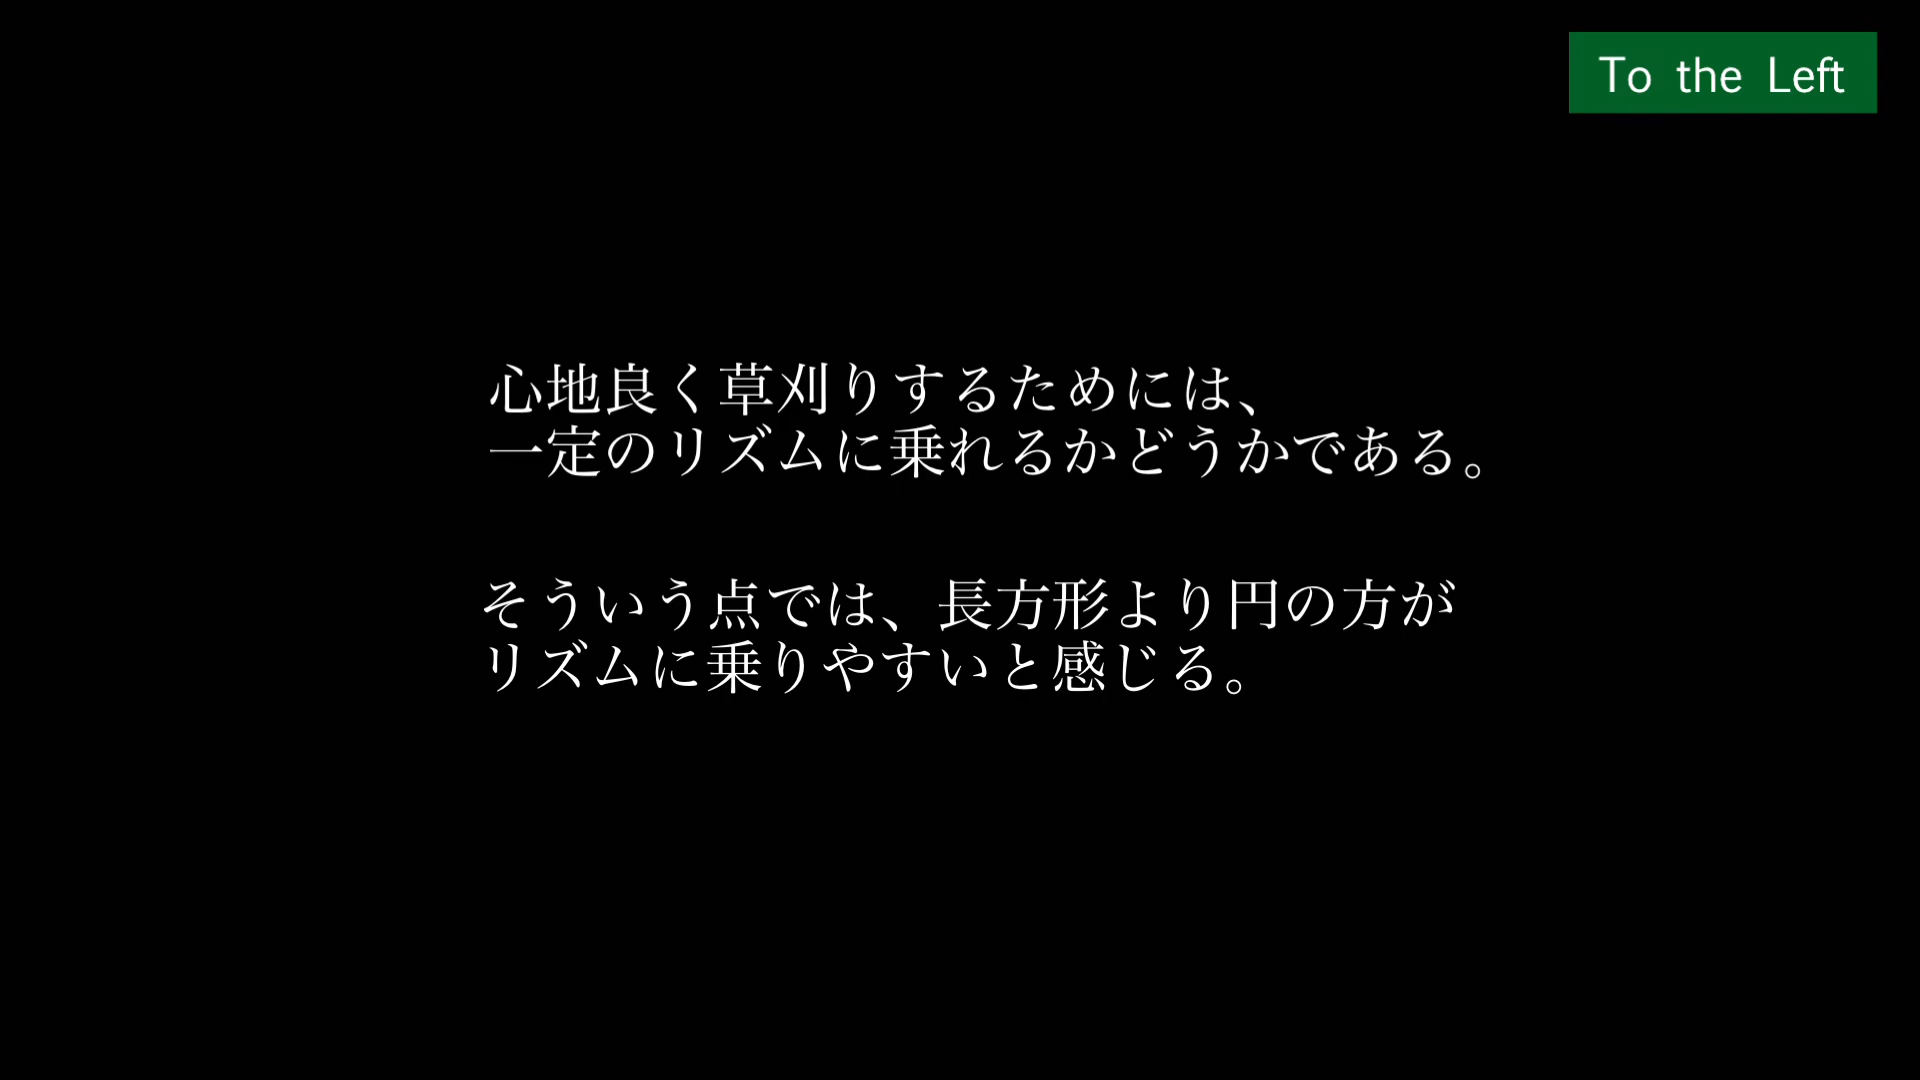 To the Left
心地良く草刈りするためには、
一定のリズムに乗れるかどうかである。
そういう点では、長方形より円の方が
リズムに乗りやすいと感じる。